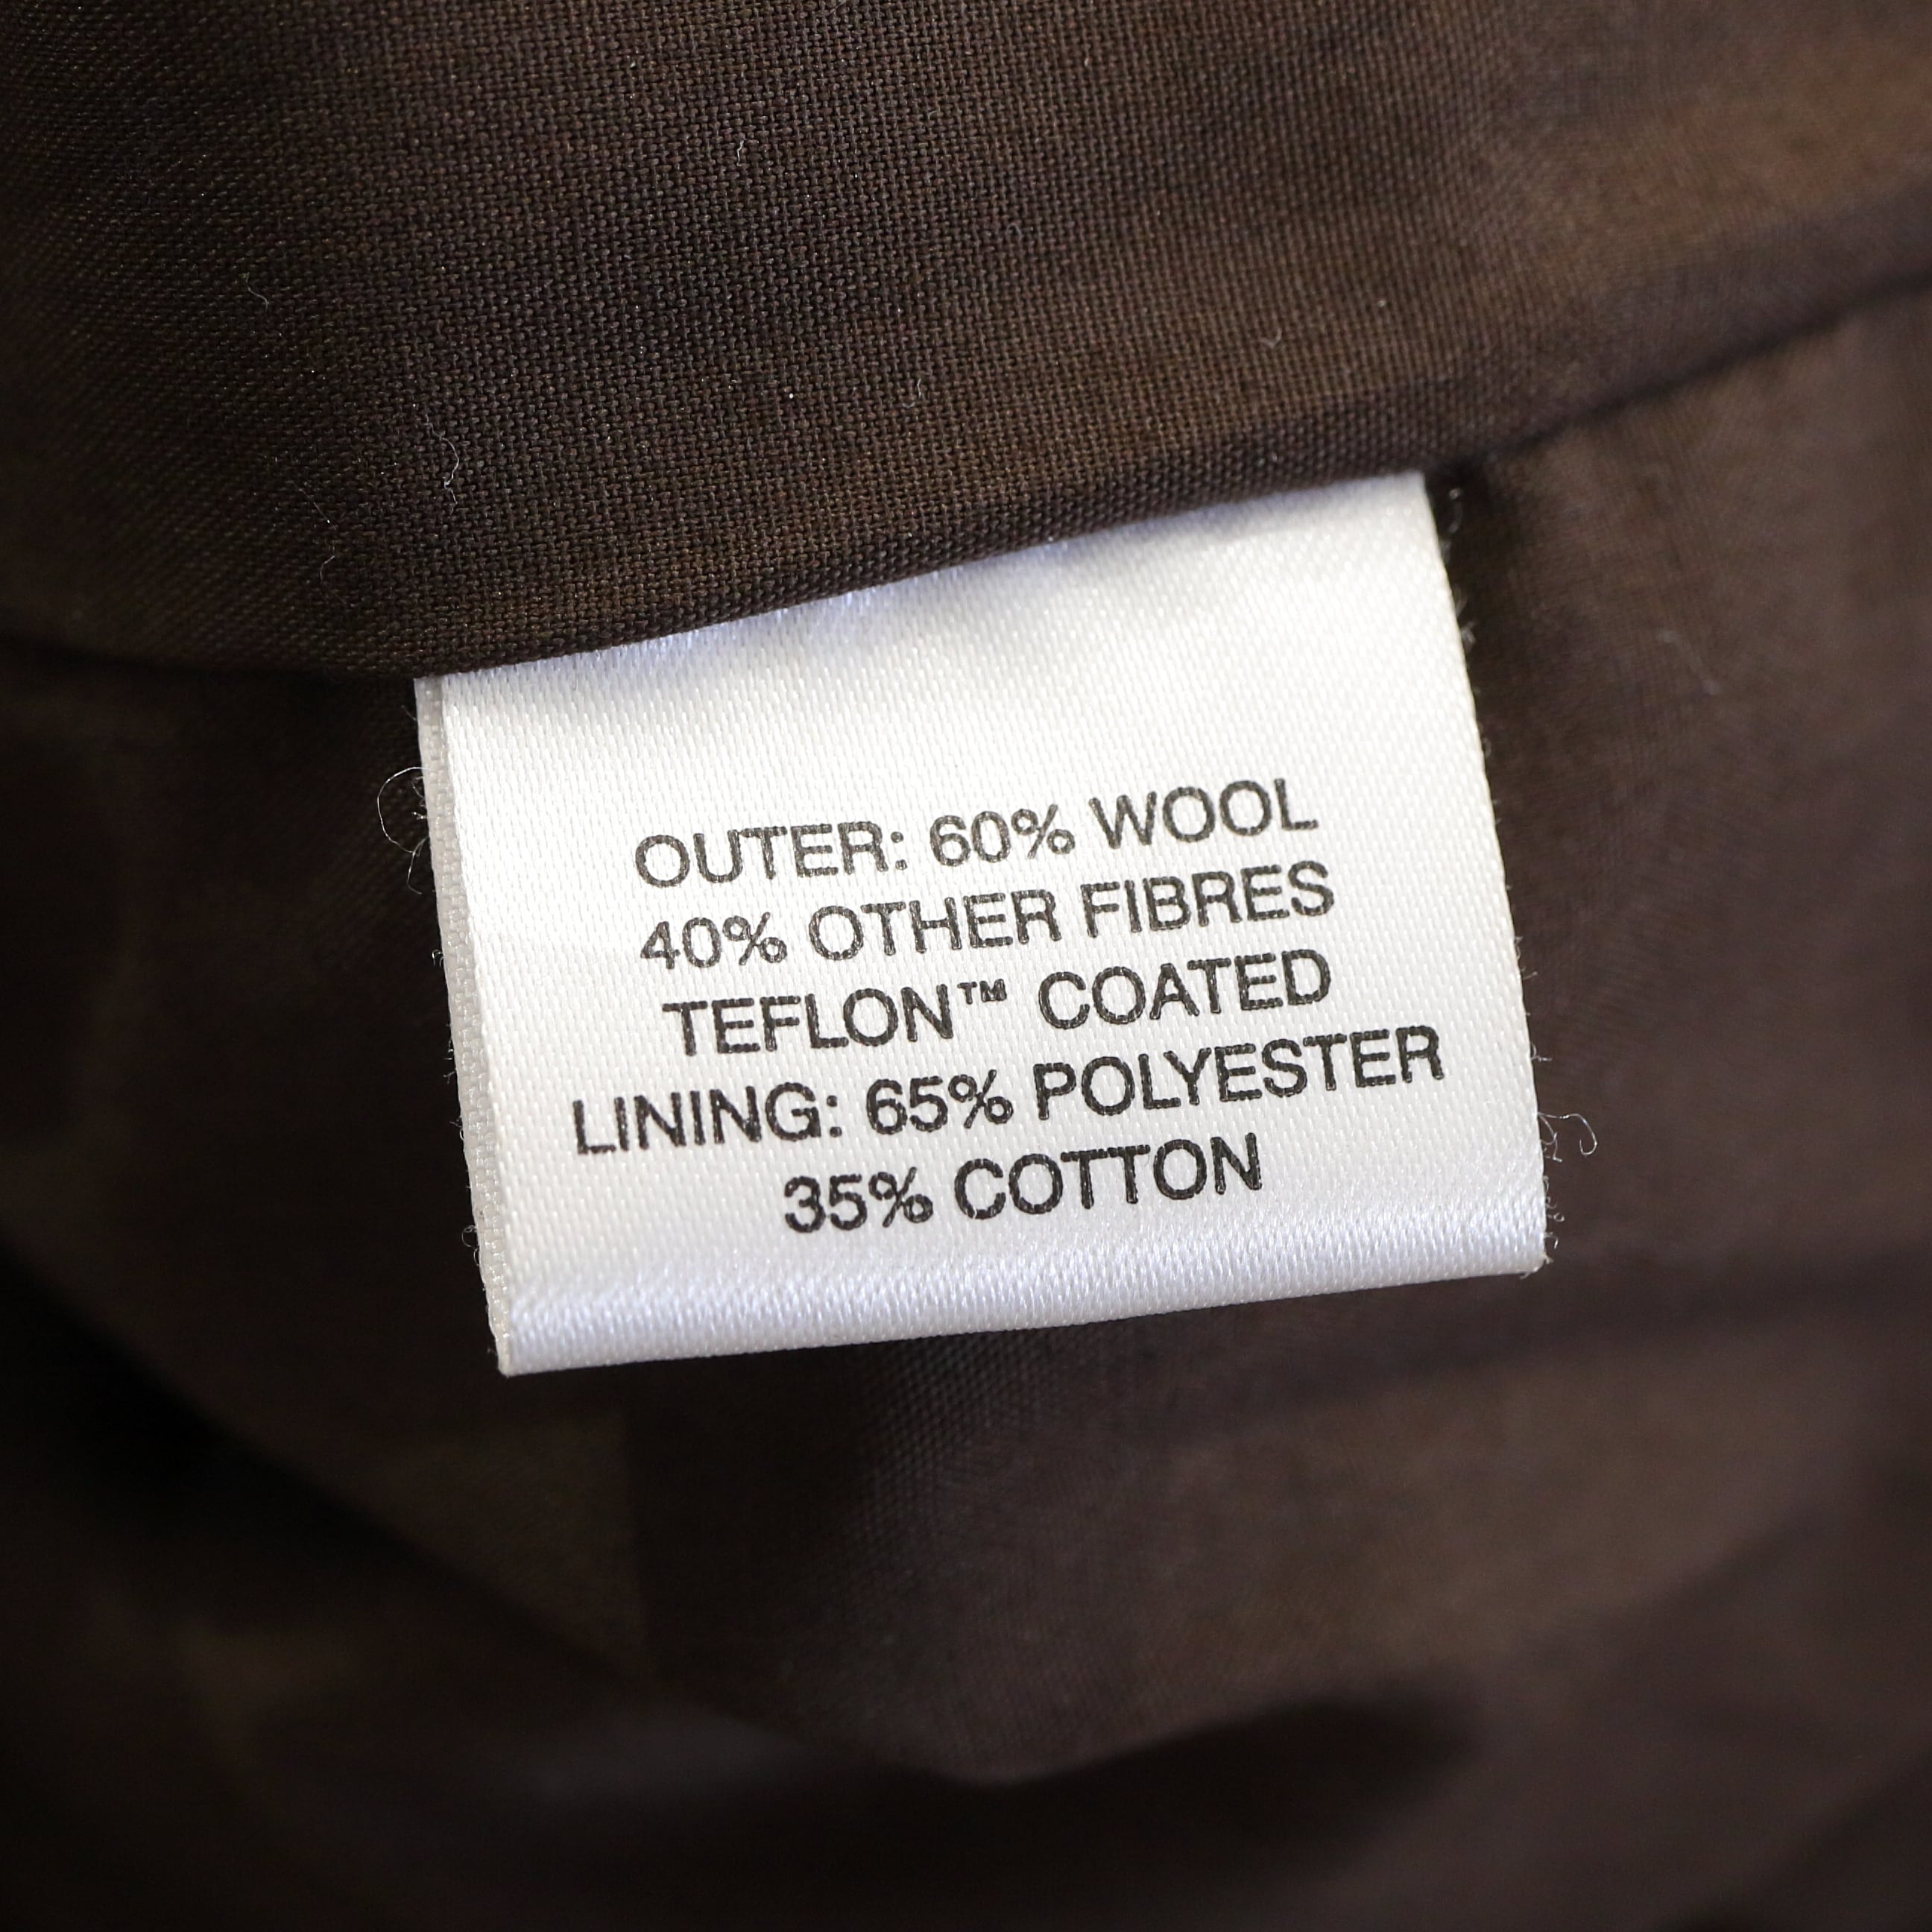 OUTER: 60% WOOL
40% OTHER FIBRES
TEFLON™ COATED
LINING: 65% POLYESTER
35% COTTON